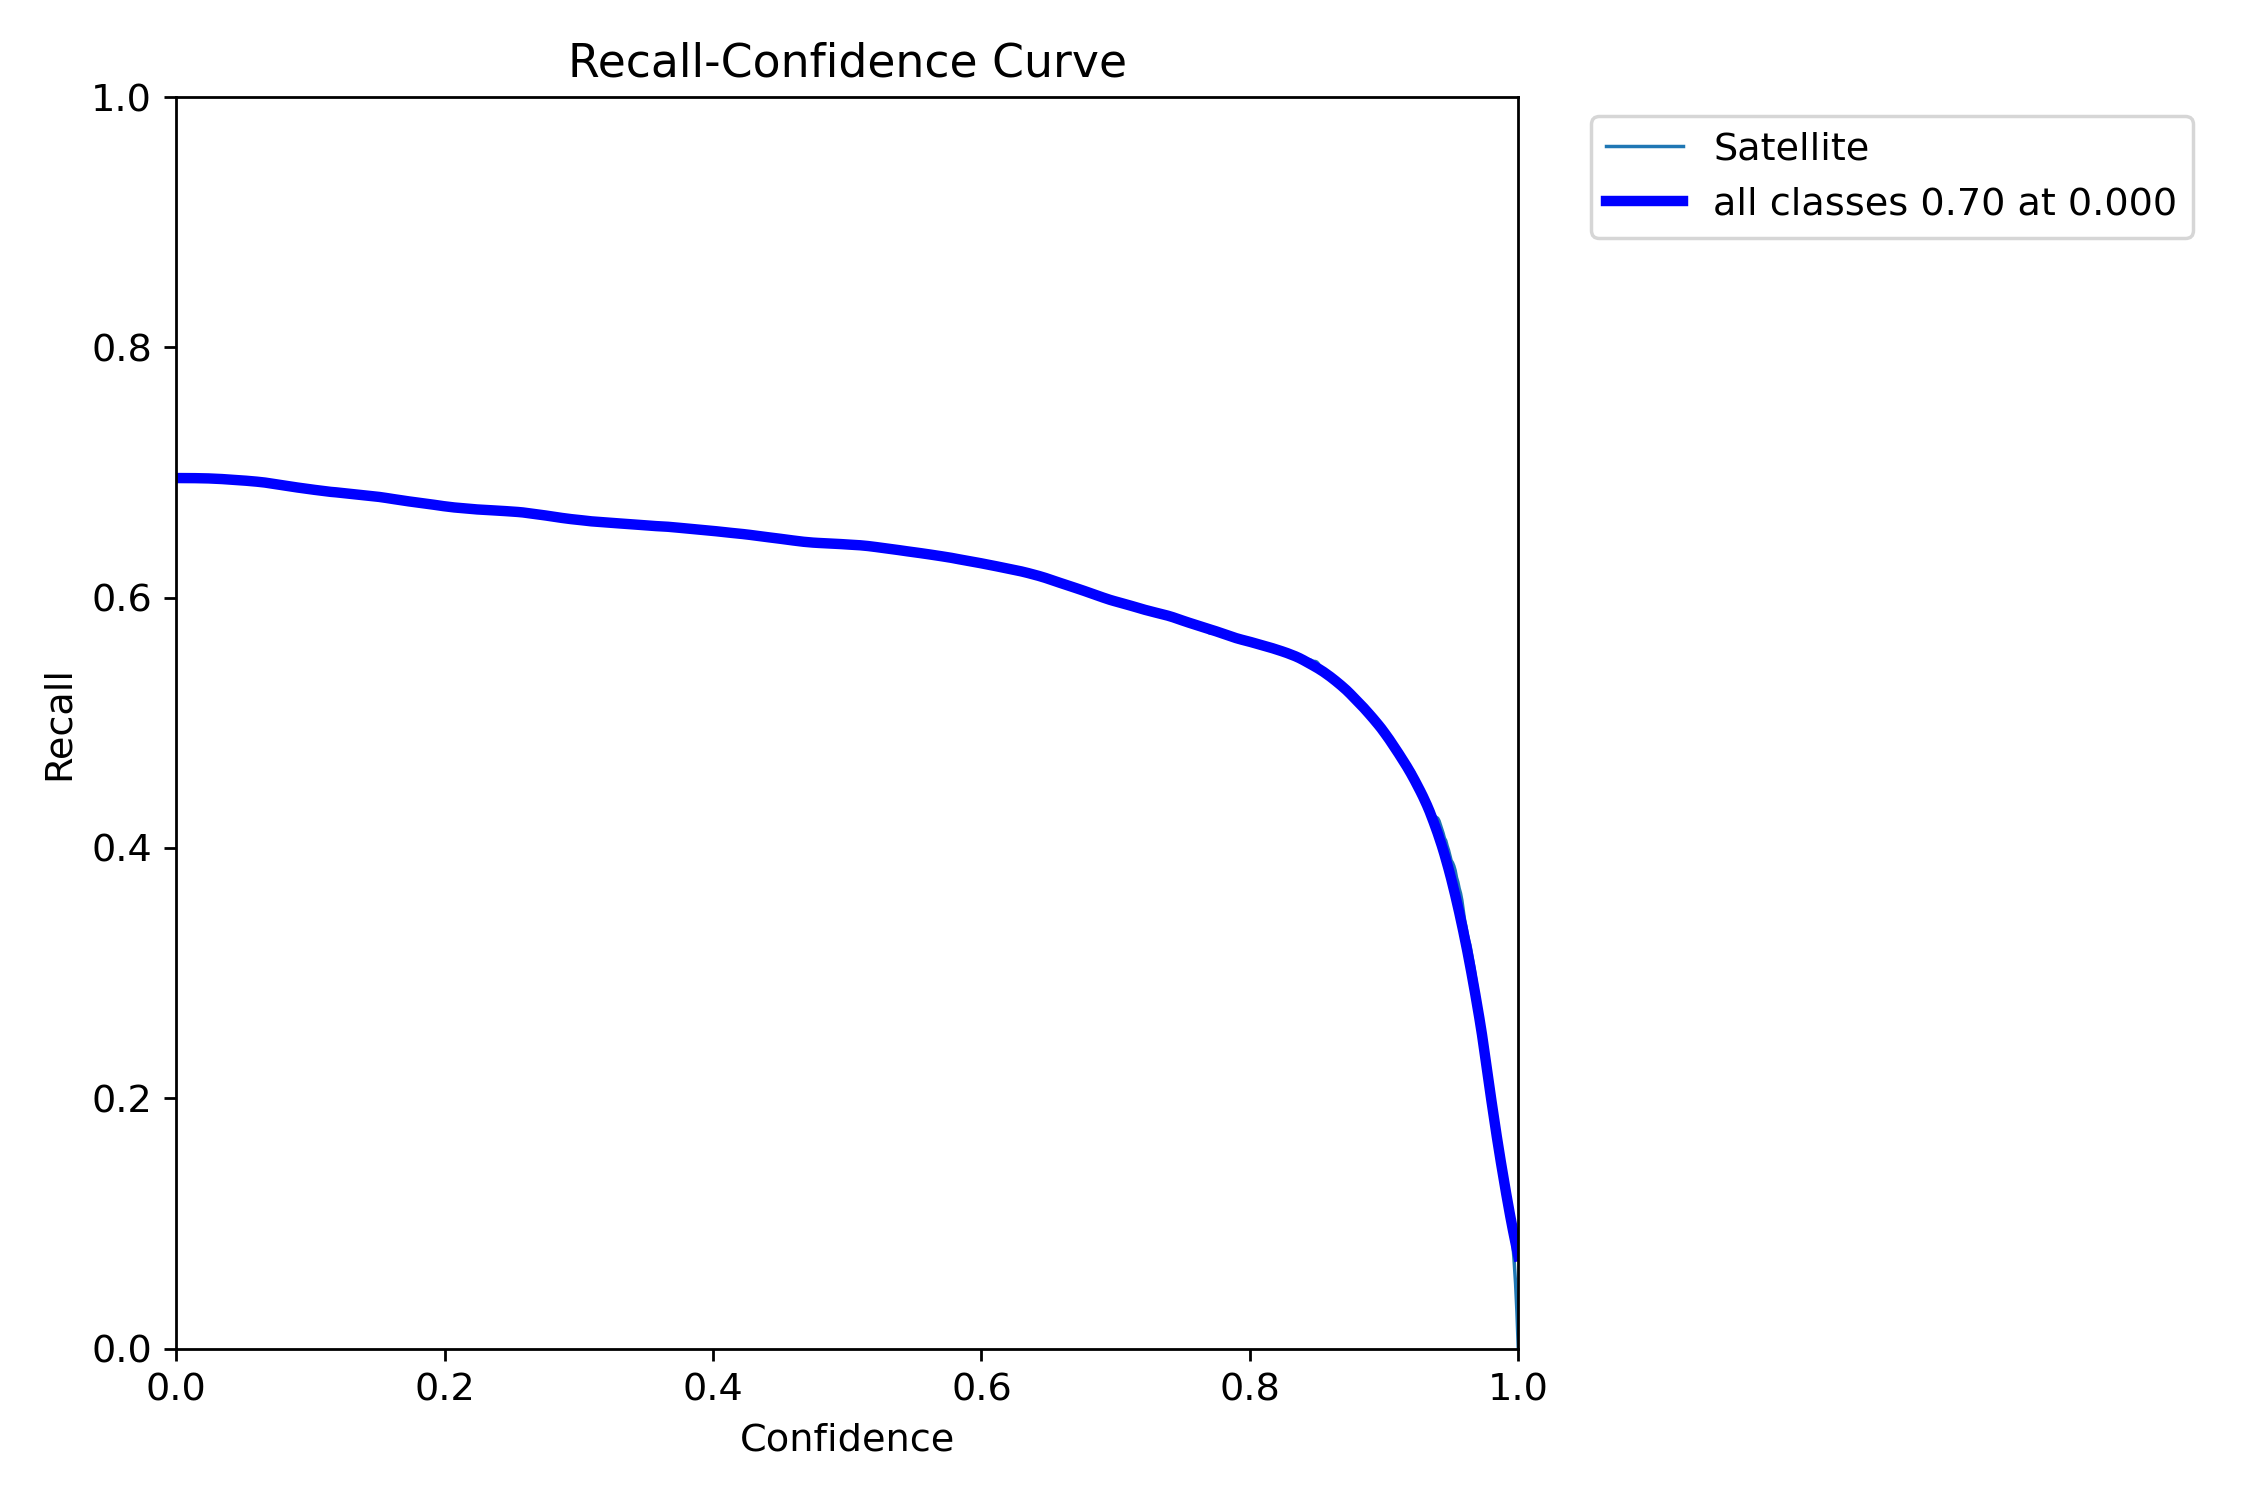 Recall-Confidence Curve
1.0
0.8
0.6
0.4
0.2
0.0
Recall
0.0 0.2 0.4 0.6 0.8 1.0
Confidence
Satellite
all classes 0.70 at 0.000